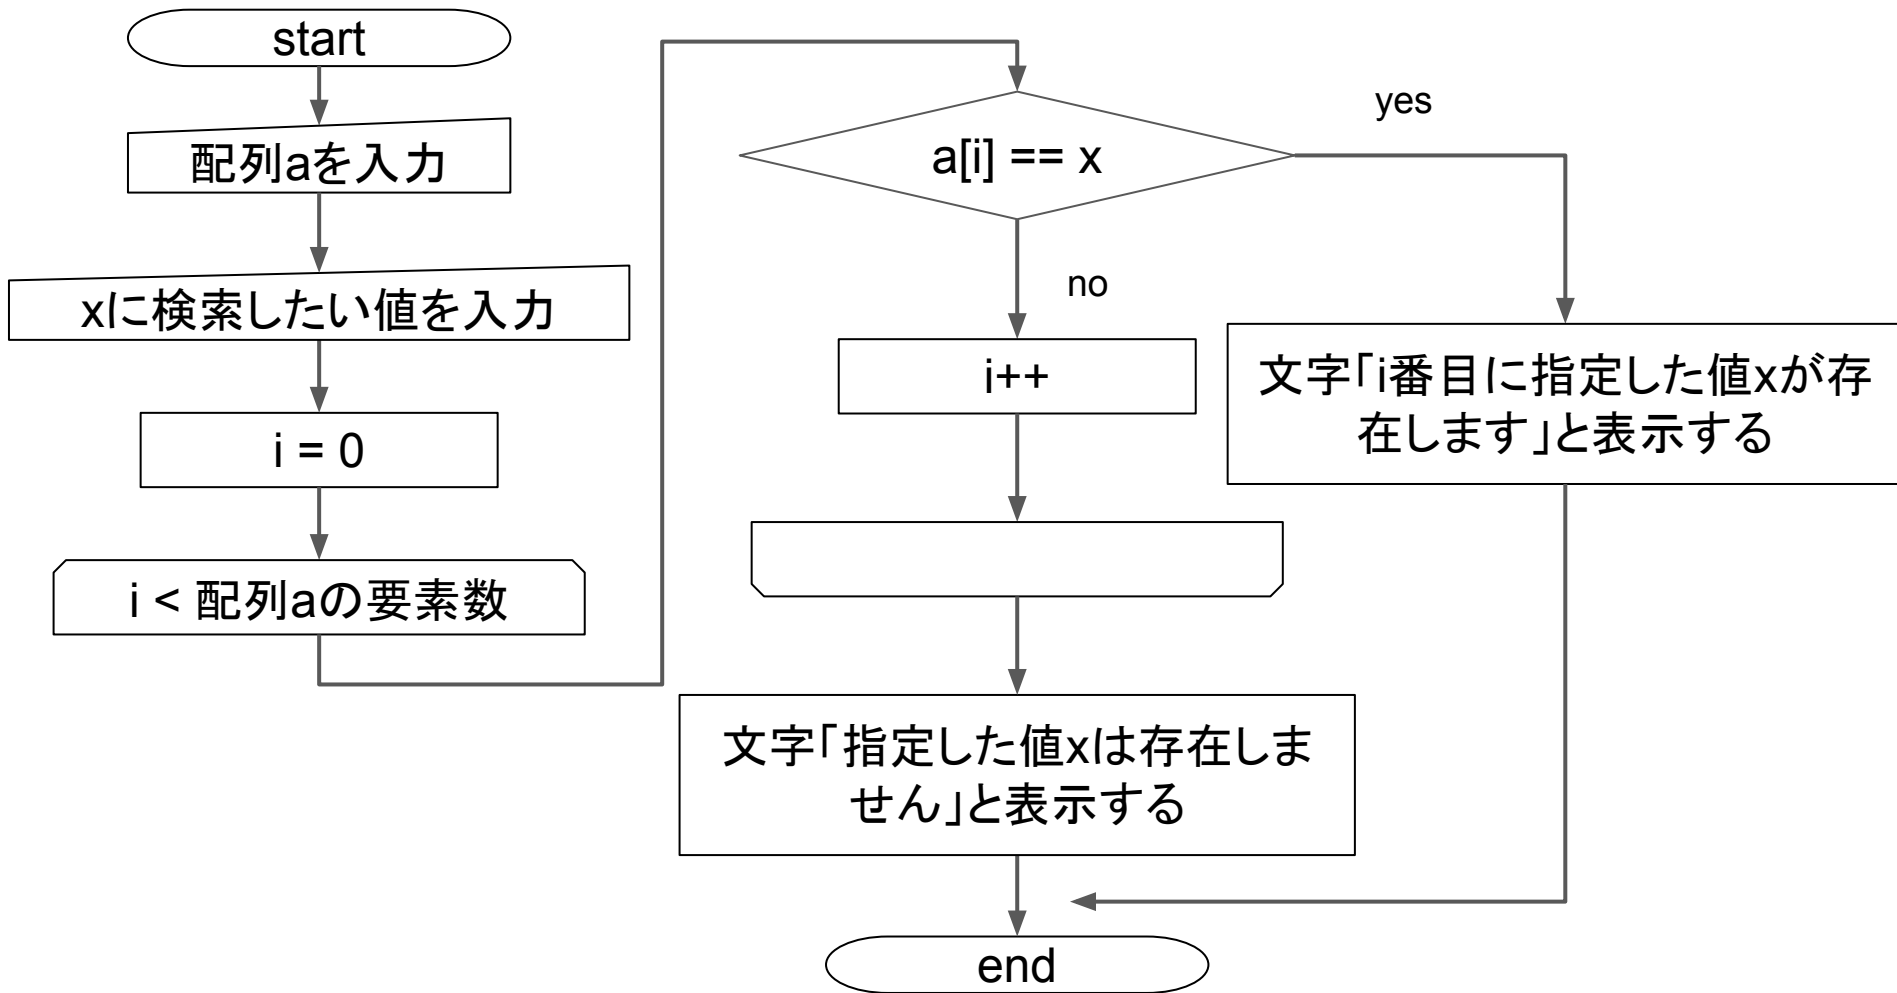 start
配列aを入力
xに検索したい値を入力
i = 0
i < 配列aの要素数
a[i] == x
yes
no
i++
文字「i番目に指定した値xが存
在します」と表示する
文字「指定した値xは存在しま
せん」と表示する
end